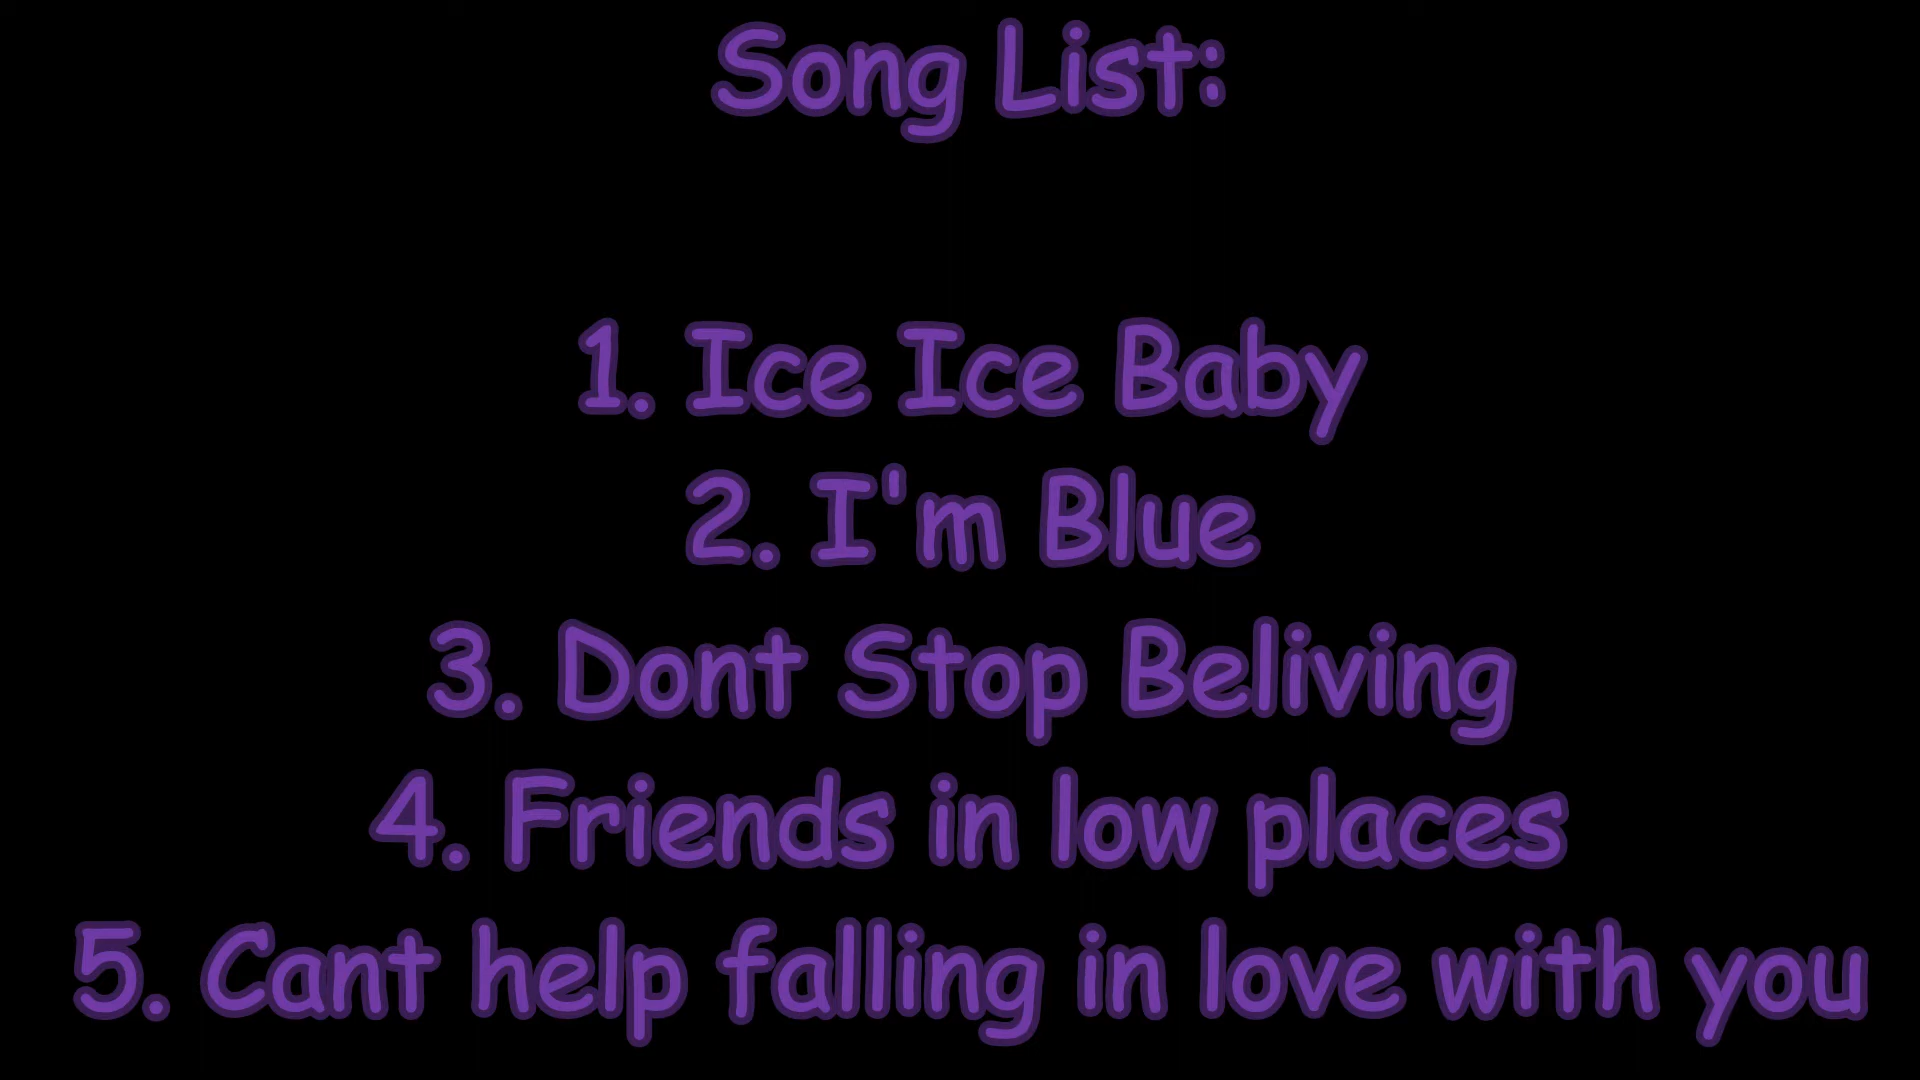 Song List:
1. Ice Ice Baby
2. I'm Blue
3. Dont Stop Beliving
4. Friends in low places
5. Cant help falling in love with you